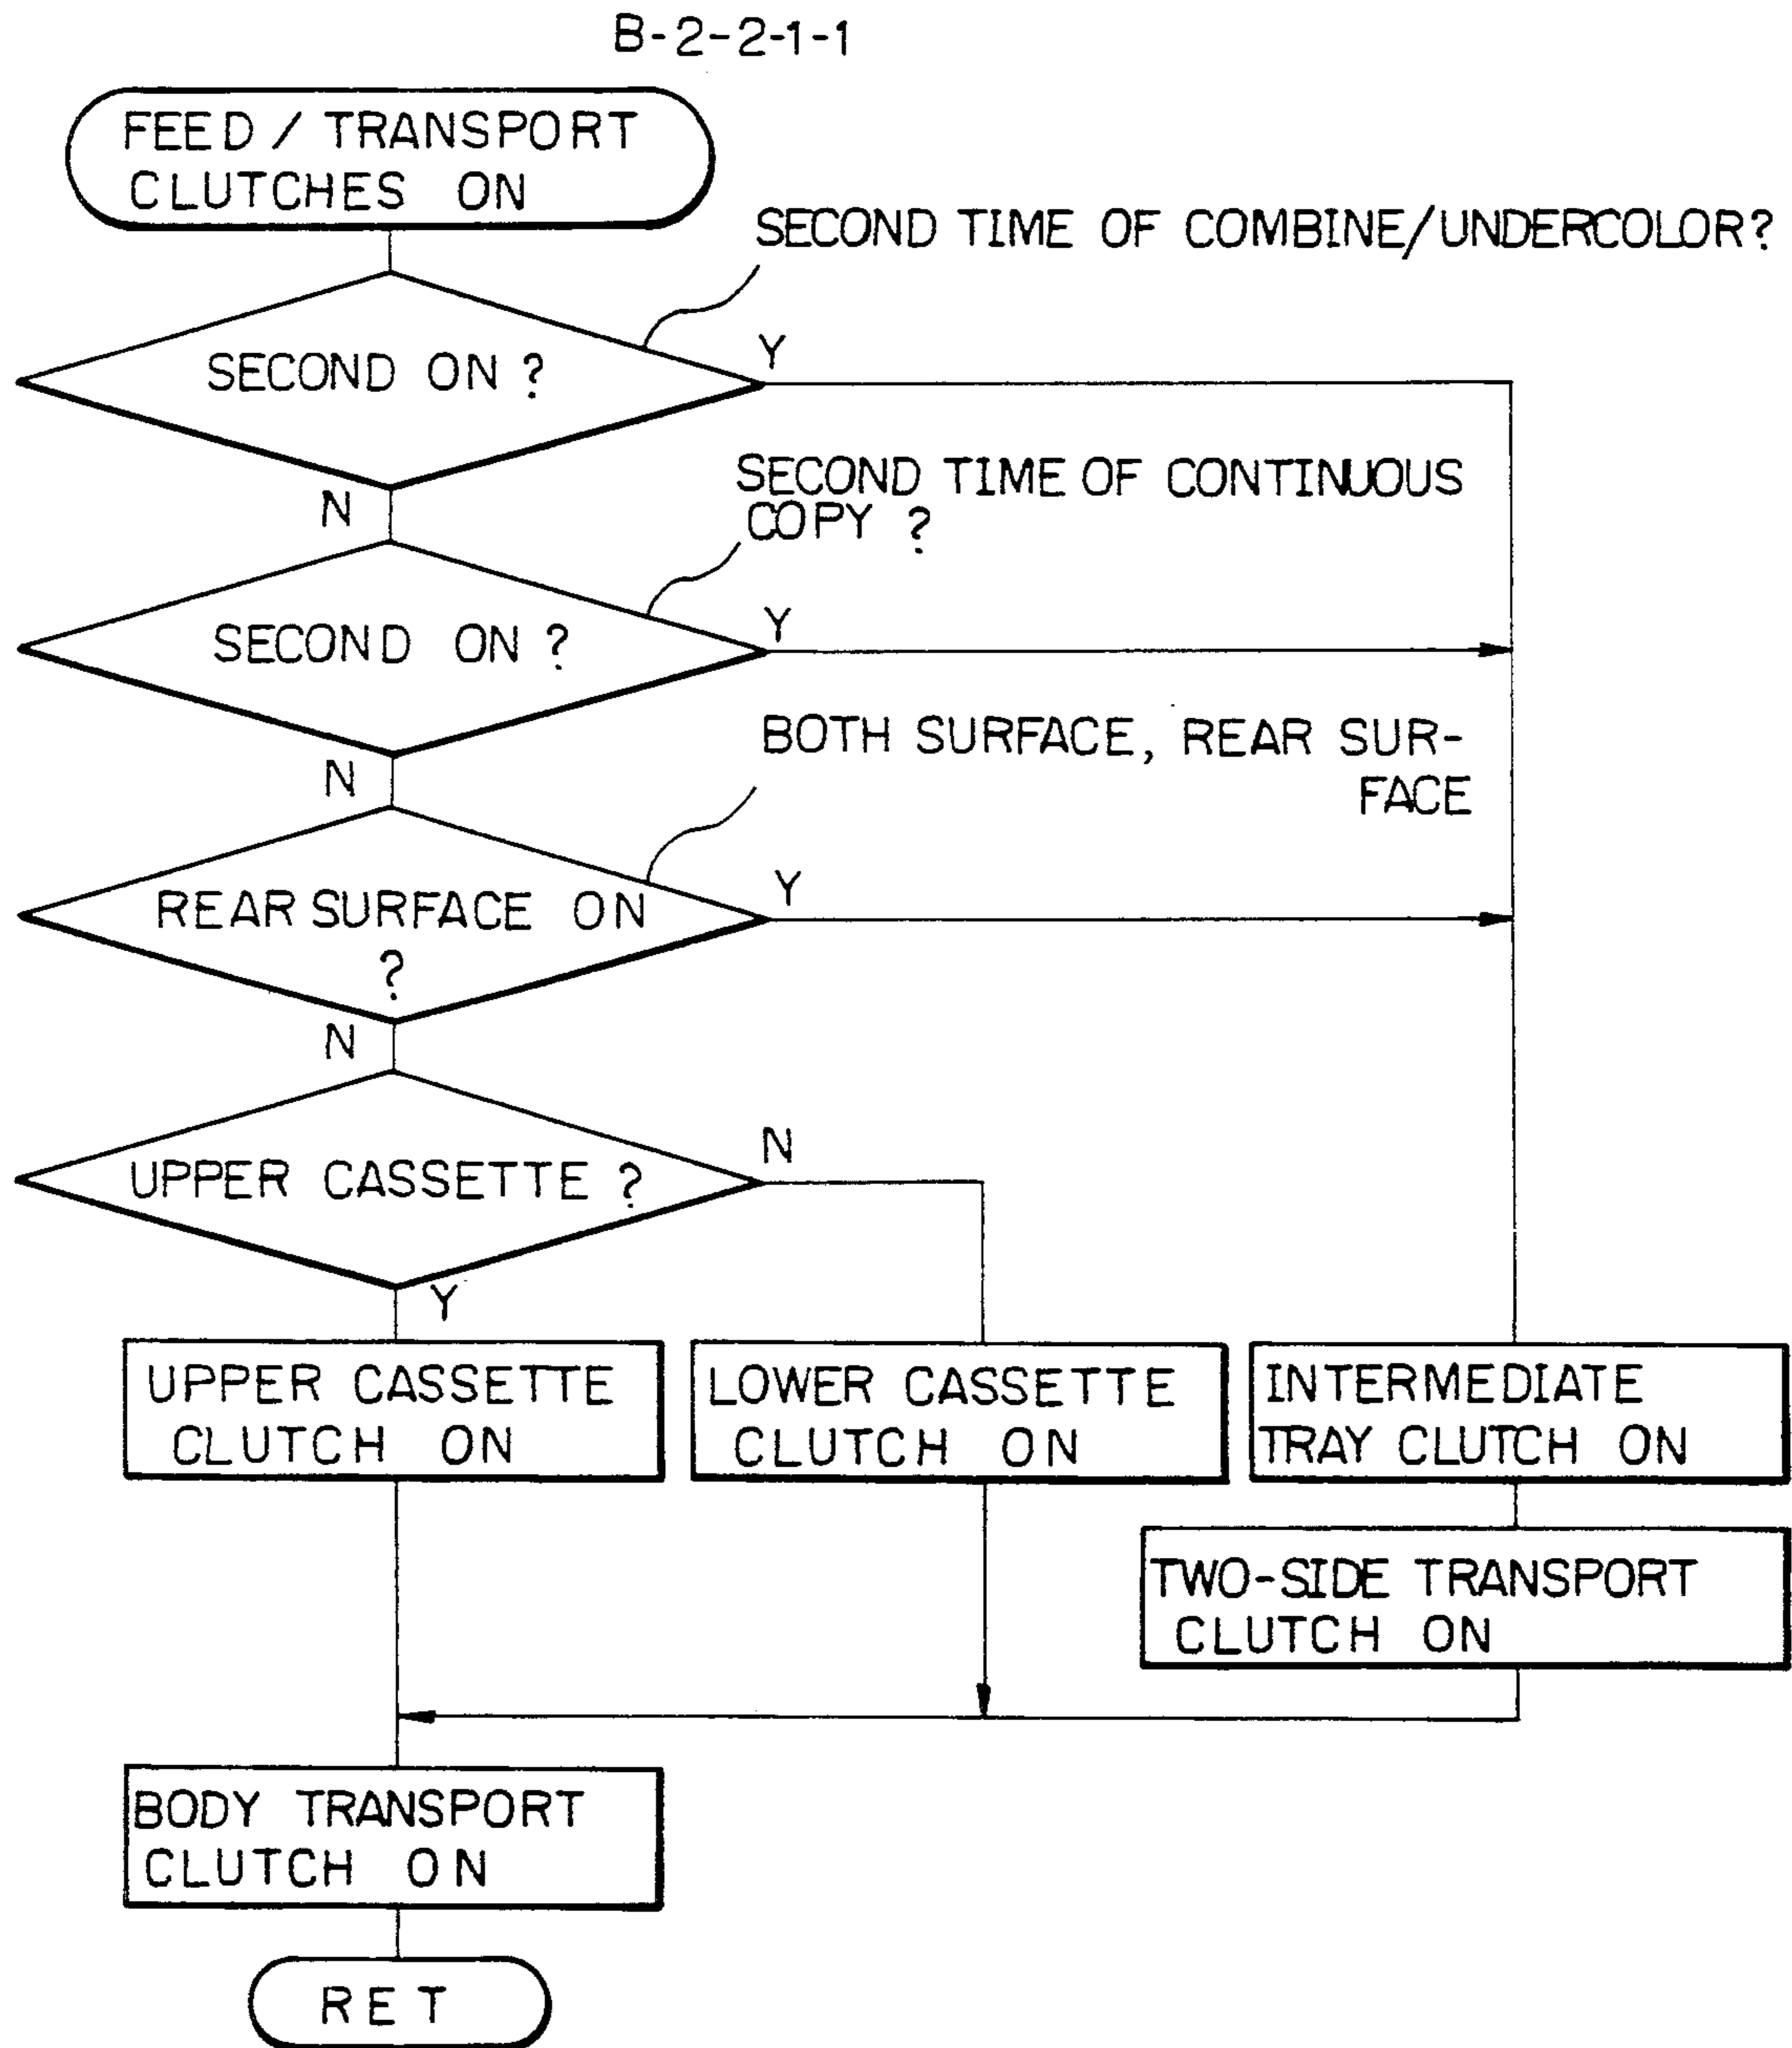 B-2-2-1-1
FEED / TRANSPORT
CLUTCHES ON
SECOND TIME OF COMBINE/UNDERCOLOR?
SECOND ON ?
Y
N
SECOND TIME OF CONTINUOUS
COPY ?
SECOND ON ?
Y
N
BOTH SURFACE, REAR SUR-
FACE
REAR SURFACE ON
?
Y
N
UPPER CASSETTE ?
N
Y
UPPER CASSETTE
CLUTCH ON
LOWER CASSETTE
CLUTCH ON
INTERMEDIATE
TRAY CLUTCH ON
TWO-SIDE TRANSPORT
CLUTCH ON
BODY TRANSPORT
CLUTCH ON
RET